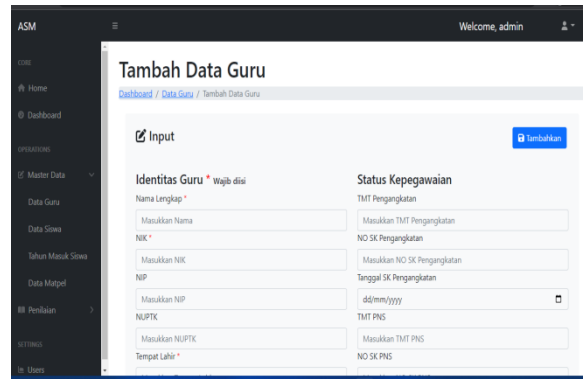 ASM
Welcome, admin
CORE
Home
Dashboard
OPERATIONS
Master Data
Data Guru
Data Siswa
Tahun Masuk Siswa
Data Matpel
Penilaian
SETTINGS
Users
Tambah Data Guru
Dashboard / Data Guru / Tambah Data Guru
Input
Tambahkan
Identitas Guru * Wajib diisi
Nama Lengkap *
Masukkan Nama
NIK *
Masukkan NIK
NIP
Masukkan NIP
NUPTK
Masukkan NUPTK
Tempat Lahir *
Status Kepegawaian
TMT Pengangkatan
Masukkan TMT Pengangkatan
NO SK Pengangkatan
Masukkan NO SK Pengangkatan
Tanggal SK Pengangkatan
dd/mm/yyyy
TMT PNS
Masukkan TMT PNS
NO SK PNS